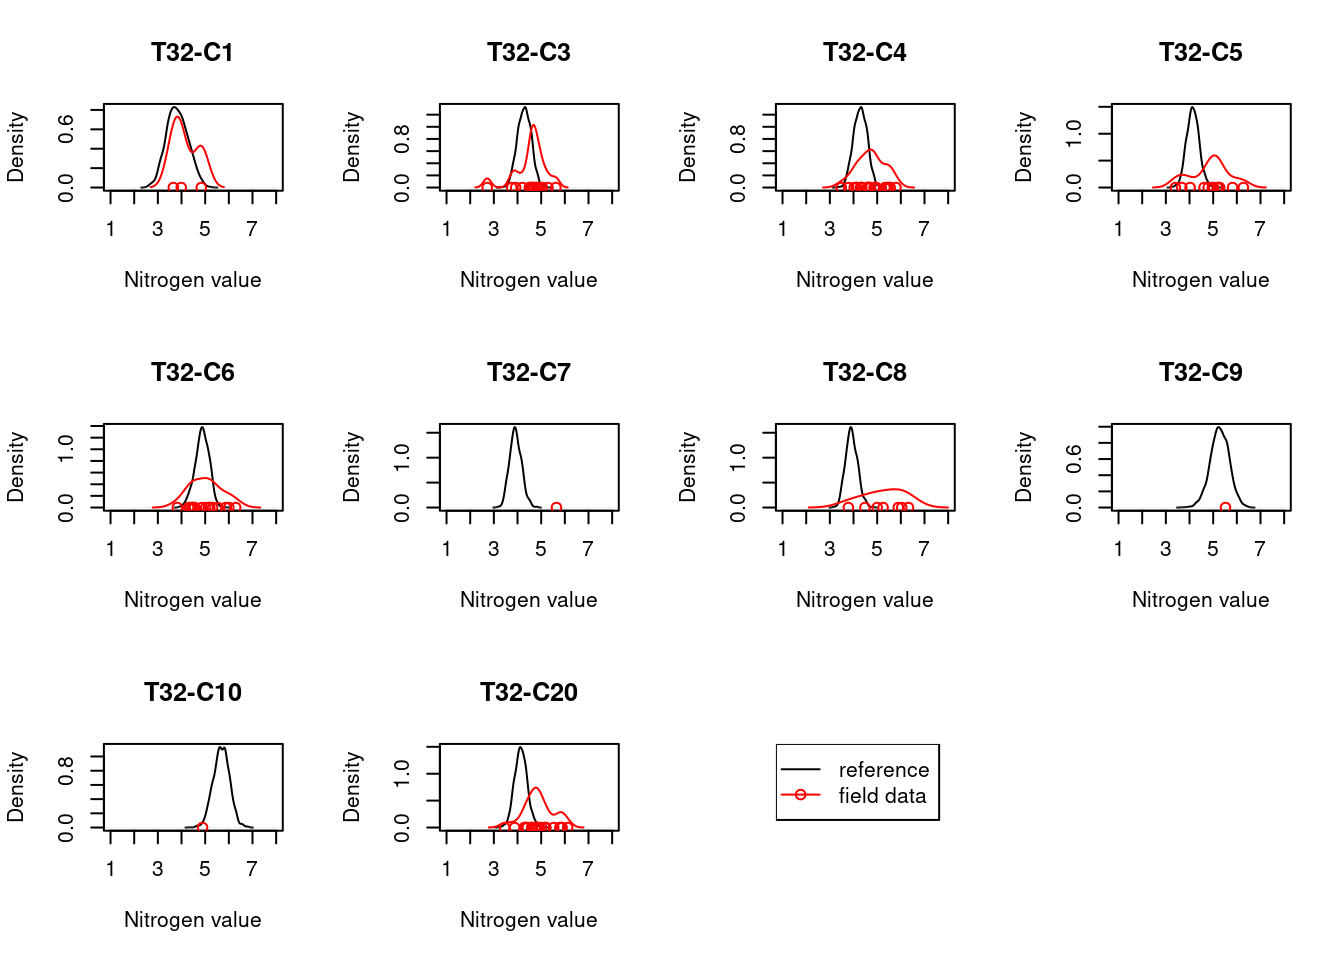 T32-C1
Density
0.0 0.6
1 3 5 7
Nitrogen value
T32-C3
Density
0.0 0.8
1 3 5 7
Nitrogen value
T32-C4
Density
0.0 0.8
1 3 5 7
Nitrogen value
T32-C5
Density
0.0 1.0
1 3 5 7
Nitrogen value
T32-C6
Density
0.0 1.0
1 3 5 7
Nitrogen value
T32-C7
Density
0.0 1.0
1 3 5 7
Nitrogen value
T32-C8
Density
0.0 1.0
1 3 5 7
Nitrogen value
T32-C9
Density
0.0 0.6
1 3 5 7
Nitrogen value
T32-C10
Density
0.0 0.8
1 3 5 7
Nitrogen value
T32-C20
Density
0.0 1.0
1 3 5 7
Nitrogen value
reference
field data